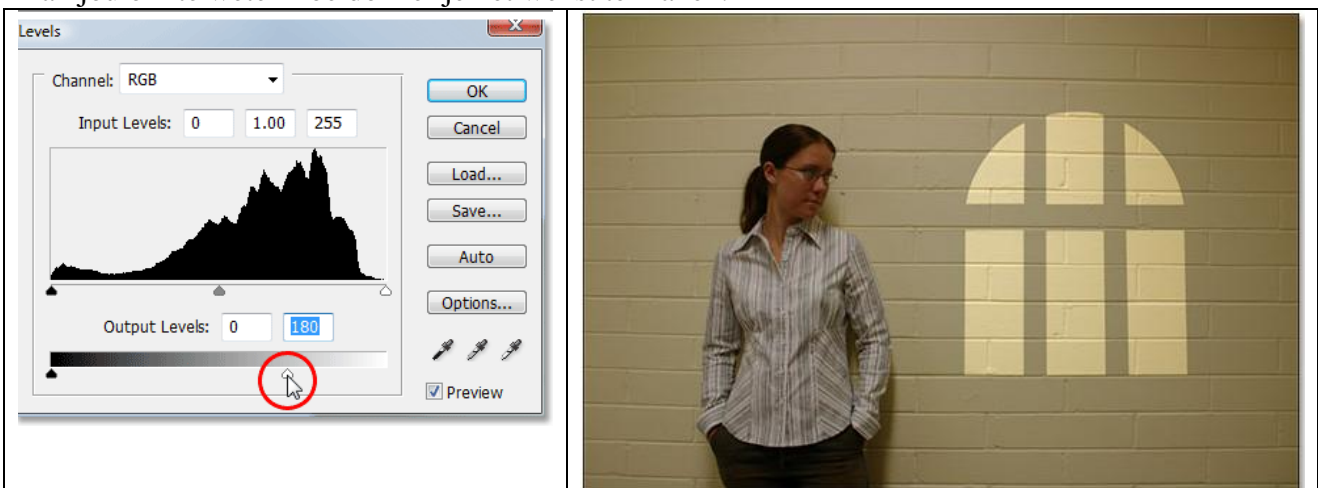 Levels
Channel: RGB
OK
Input Levels: 0 1.00 255
Cancel
Load...
Save...
Auto
Options...
Output Levels: 0 180
Preview